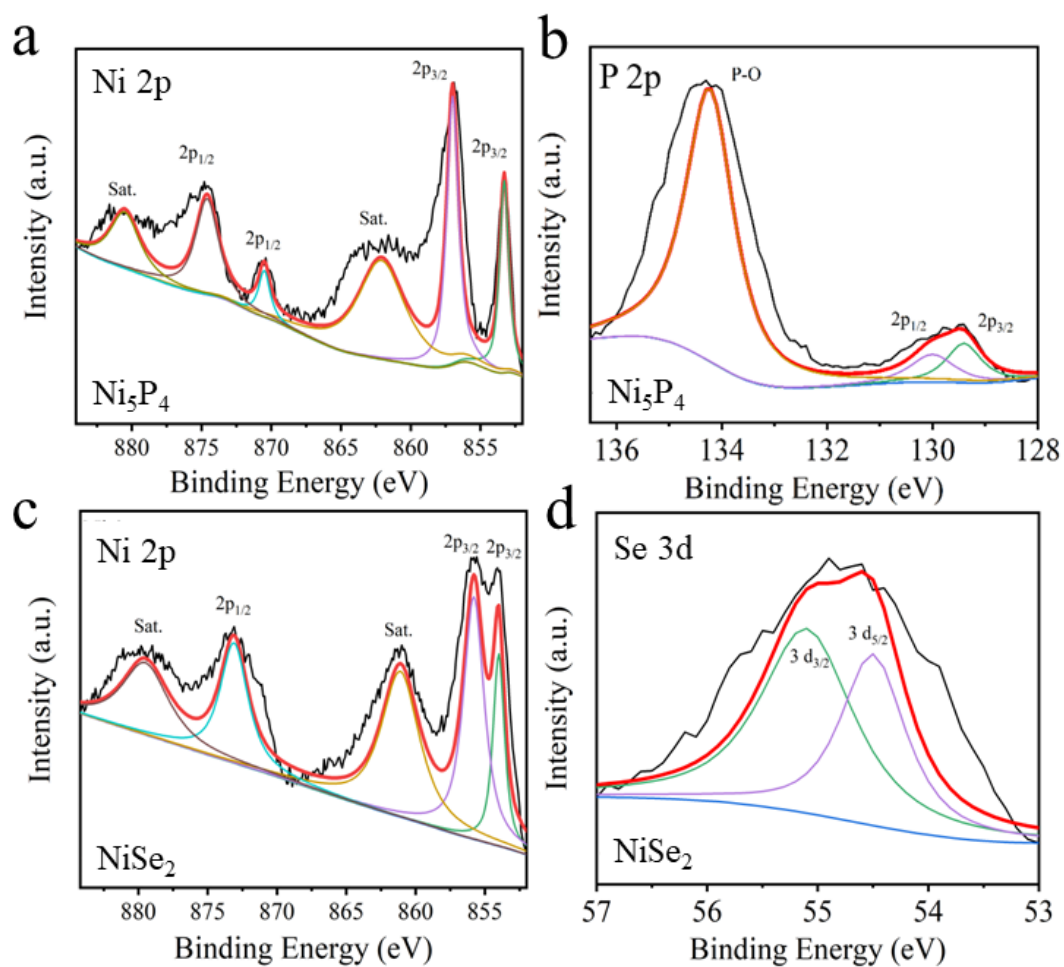 a
Ni 2p
2p₃/₂
2p₃/₂
2p₁/₂
Sat.
2p₁/₂
Sat.
Ni₅P₄
Intensity (a.u.)
880 875 870 865 860 855
Binding Energy (eV)
b
P 2p
P-O
2p₁/₂
2p₃/₂
Ni₅P₄
Intensity (a.u.)
136 134 132 130 128
Binding Energy (eV)
c
Ni 2p
2p₃/₂ 2p₃/₂
2p₁/₂
Sat.
Sat.
NiSe₂
Intensity (a.u.)
880 875 870 865 860 855
Binding Energy (eV)
d
Se 3d
3 d₅/₂
3 d₃/₂
NiSe₂
Intensity (a.u.)
57 56 55 54 53
Binding Energy (eV)